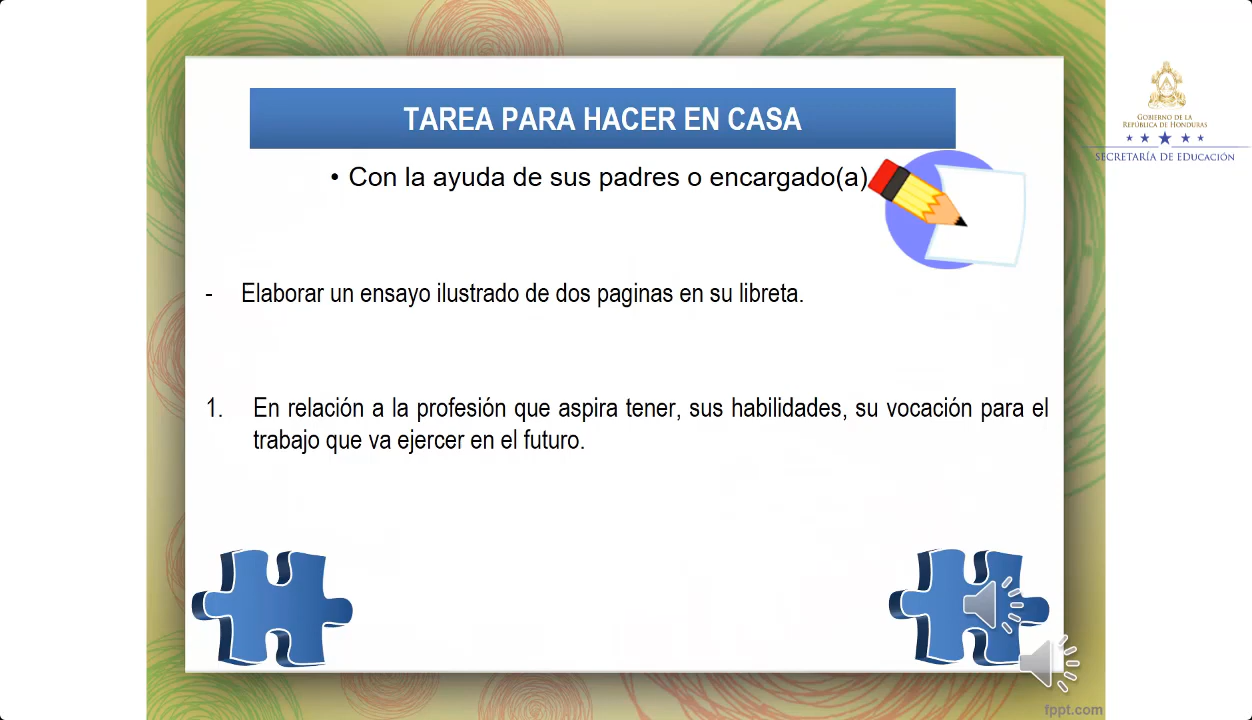 TAREA PARA HACER EN CASA
GOBIERNO DE LA
REPÚBLICA DE HONDURAS
SECRETARÍA DE EDUCACIÓN
• Con la ayuda de sus padres o encargado(a)
- Elaborar un ensayo ilustrado de dos paginas en su libreta.
1. En relación a la profesión que aspira tener, sus habilidades, su vocación para el
trabajo que va ejercer en el futuro.
fppt.com